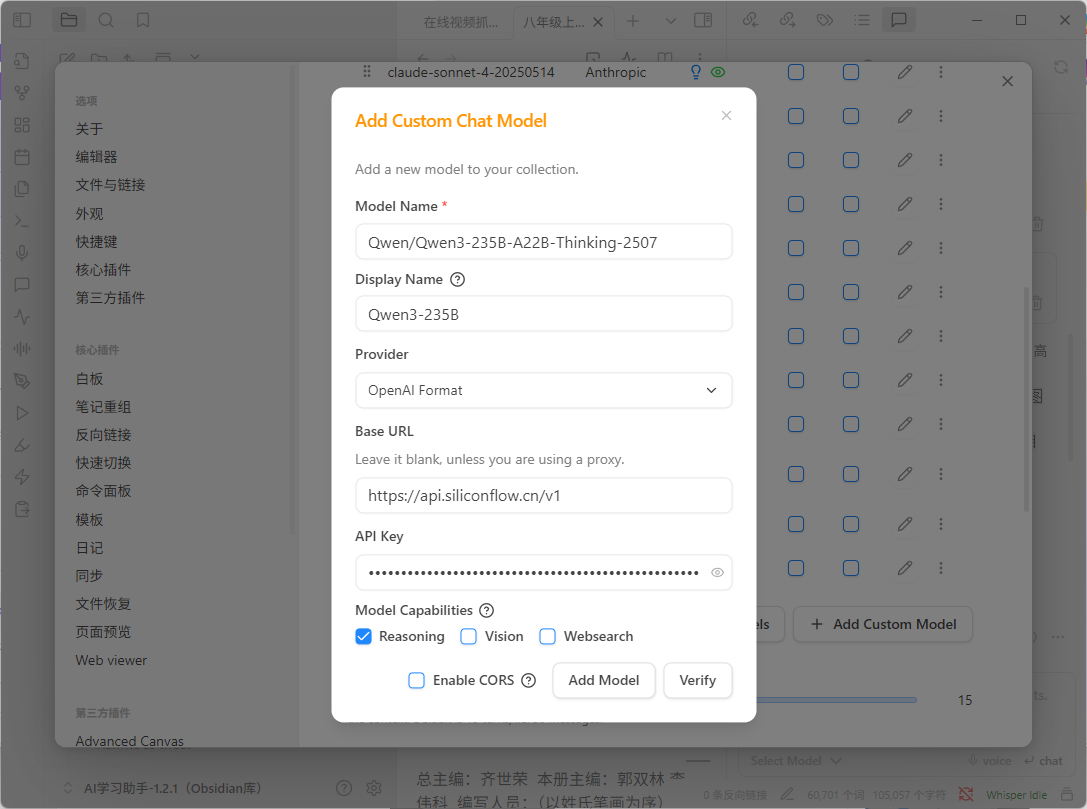 在线视频抓...
八年级上...
选项
关于
编辑器
文件与链接
外观
快捷键
核心插件
第三方插件
核心插件
白板
笔记重组
反向链接
快速切换
命令面板
模板
日记
同步
文件恢复
页面预览
Web viewer
第三方插件
Advanced Canvas
claude-sonnet-4-20250514 Anthropic
Add Custom Chat Model
Add a new model to your collection.
Model Name *
Qwen/Qwen3-235B-A22B-Thinking-2507
Display Name
Qwen3-235B
Provider
OpenAI Format
Base URL
Leave it blank, unless you are using a proxy.
https://api.siliconflow.cn/v1
API Key
••••••••••••••••••••••••••••••••••••••••••••••••••
Model Capabilities
Reasoning Vision Websearch
Enable CORS Add Model Verify
els
+ Add Custom Model
15
高
图
ts.
Select Model
voice
chat
AI学习助手-1.2.1（Obsidian库）
总主编：齐世荣 本册主编：郭双林 李
伟科 编写人员：（以姓氏笔画为序）
0 条反向链接
60,701 个词
105,057 个字符
Whisper Idle